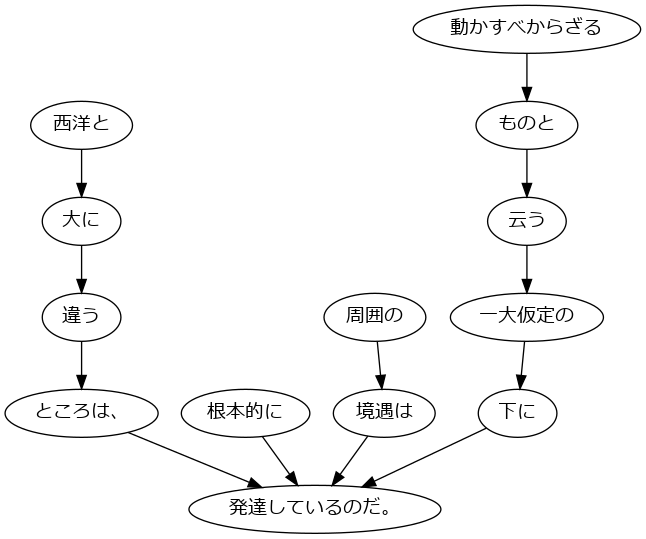 動かすべからざる
西洋と
ものと
大に
云う
違う
周囲の
一大仮定の
ところは、
根本的に
境遇は
下に
発達しているのだ。